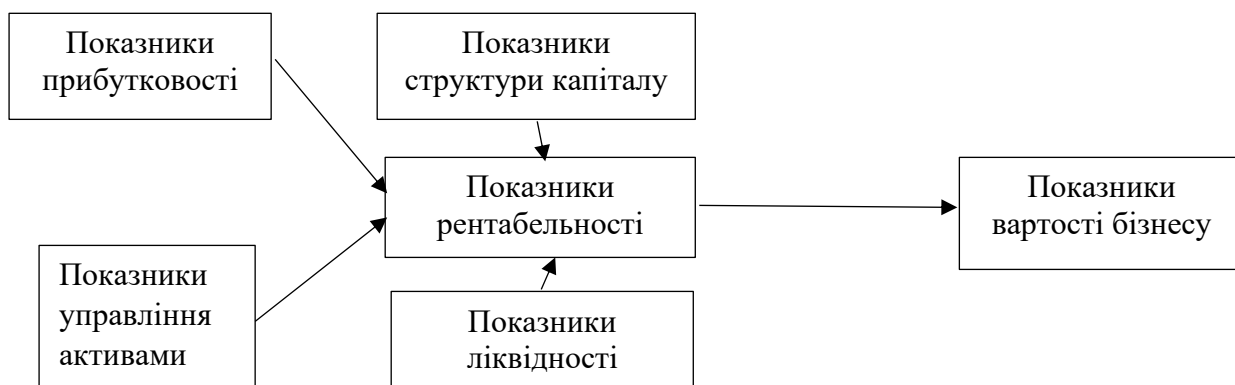 Показники
прибутковості
Показники
структури капіталу
Показники
рентабельності
Показники
вартості бізнесу
Показники
управління
активами
Показники
ліквідності